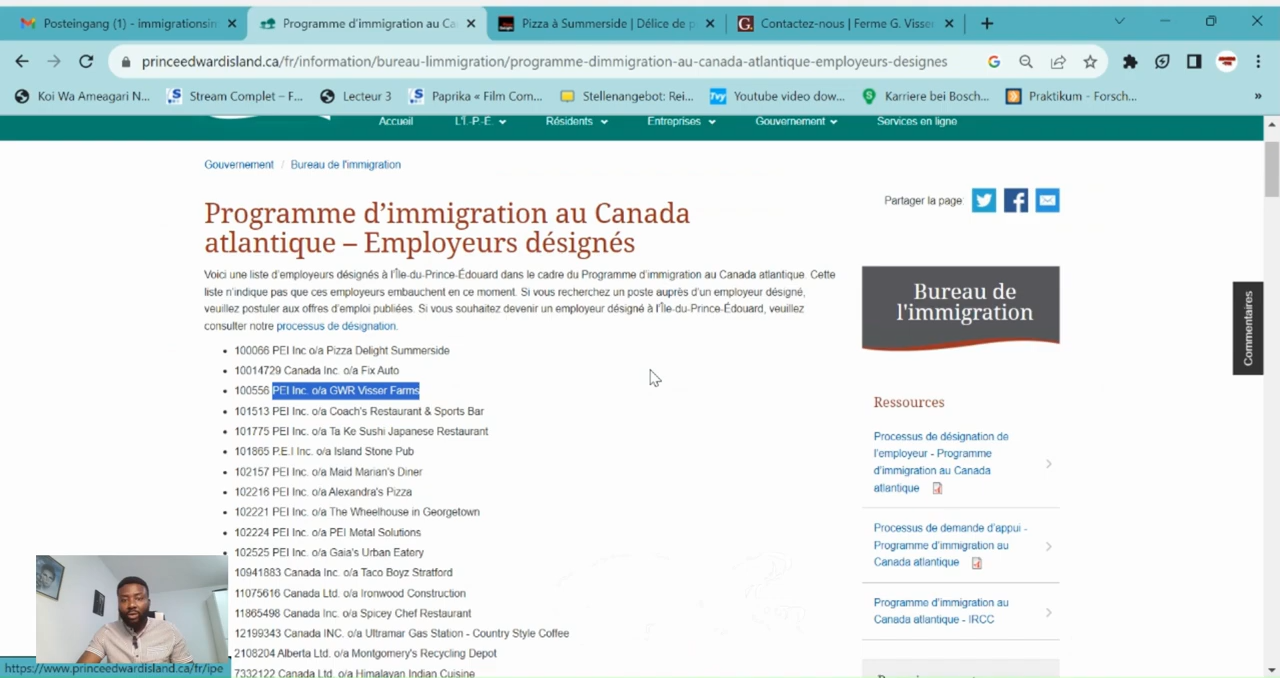 Posteingang (1) - immigrationsin
Programme d'immigration au Ca
Pizza à Summerside | Délice de p
Contactez-nous | Ferme G. Visser
princeedwardisland.ca/fr/information/bureau-limmigration/programme-dimmigration-au-canada-atlantique-employeurs-designes
Koi Wa Ameagari N...
Stream Complet – F...
Lecteur 3
Paprika « Film Com...
Stellenangebot: Rei...
Youtube video dow...
Karriere bei Bosch...
Praktikum - Forsch...
»
Accueil
L'Î.-P.-É.
Résidents
Entreprises
Gouvernement
Services en ligne
Gouvernement / Bureau de l'immigration
Partager la page:
Programme d'immigration au Canada
atlantique – Employeurs désignés
Voici une liste d'employeurs désignés à l'Île-du-Prince-Édouard dans le cadre du Programme d'immigration au Canada atlantique. Cette
liste n'indique pas que ces employeurs embauchent en ce moment. Si vous recherchez un poste auprès d'un employeur désigné,
veuillez postuler aux offres d'emploi publiées. Si vous souhaitez devenir un employeur désigné à l'Île-du-Prince-Édouard, veuillez
consulter notre processus de désignation.
• 100066 PEI Inc o/a Pizza Delight Summerside
• 10014729 Canada Inc. o/a Fix Auto
• 100556 PEI Inc. o/a GWR Visser Farms
• 101513 PEI Inc. o/a Coach's Restaurant & Sports Bar
• 101775 PEI Inc. o/a Ta Ke Sushi Japanese Restaurant
• 101865 P.E.I Inc. o/a Island Stone Pub
• 102157 PEI Inc. o/a Maid Marian's Diner
• 102216 PEI Inc. o/a Alexandra's Pizza
• 102221 PEI Inc. o/a The Wheelhouse in Georgetown
• 102224 PEI Inc. o/a PEI Metal Solutions
• 102525 PEI Inc. o/a Gaia's Urban Eatery
10941883 Canada Inc. o/a Taco Boyz Stratford
11075616 Canada Ltd. o/a Ironwood Construction
11865498 Canada Inc. o/a Spicey Chef Restaurant
12199343 Canada INC. o/a Ultramar Gas Station - Country Style Coffee
2108204 Alberta Ltd. o/a Montgomery's Recycling Depot
7332122 Canada Ltd. o/a Himalayan Indian Cuisine
Bureau de
l'immigration
Commentaires
Ressources
Processus de désignation de
l'employeur - Programme
d'immigration au Canada
atlantique
Processus de demande d'appui -
Programme d'immigration au
Canada atlantique
Programme d'immigration au
Canada atlantique - IRCC
https://www.princeedwardisland.ca/fr/ipe